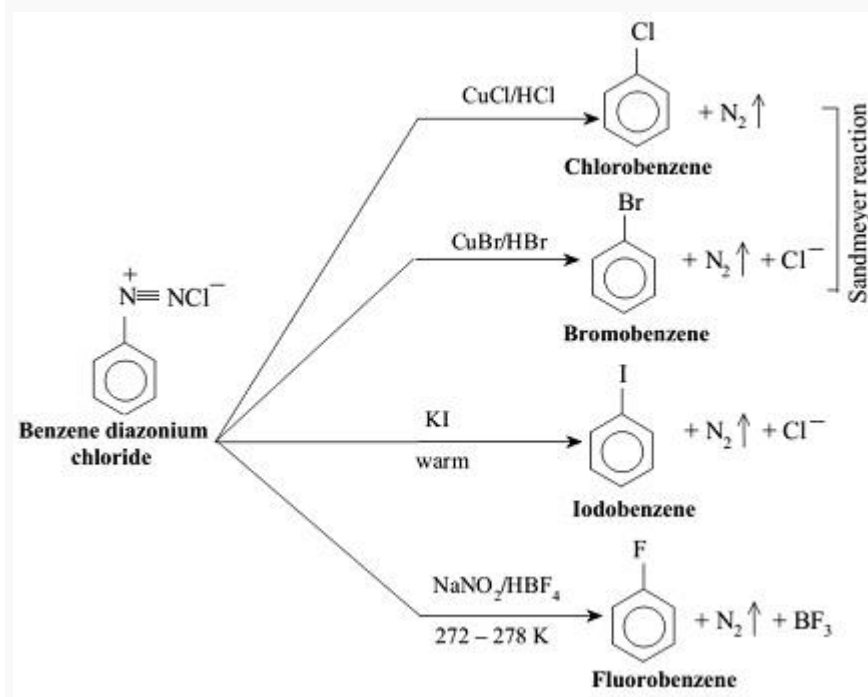 Cl
CuCl/HCl
+ N₂ ↑
Chlorobenzene
Br
CuBr/HBr
+ N₂ ↑ + Cl⁻
Bromobenzene
Sandmeyer reaction
+
N≡NCl⁻
Benzene diazonium
chloride
I
KI
warm
+ N₂ ↑ + Cl⁻
Iodobenzene
F
NaNO₂/HBF₄
272 – 278 K
+ N₂ ↑ + BF₃
Fluorobenzene